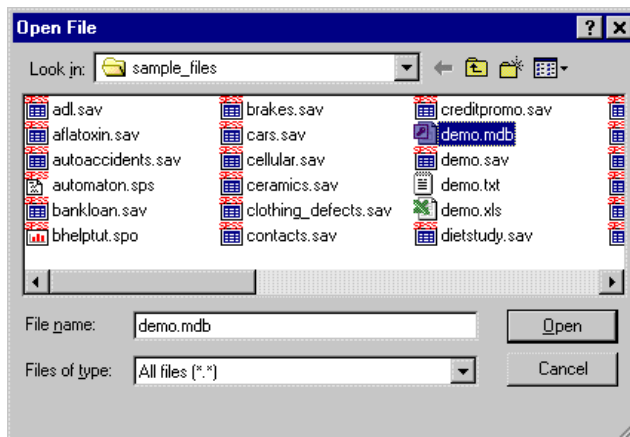 Open File
Look in: sample_files
adl.sav brakes.sav creditpromo.sav
aflatoxin.sav cars.sav demo.mdb
autoaccidents.sav cellular.sav demo.sav
automaton.sps ceramics.sav demo.txt
bankloan.sav clothing_defects.sav demo.xls
bhelptut.spo contacts.sav dietstudy.sav
File name: demo.mdb Open
Files of type: All files (*.*) Cancel